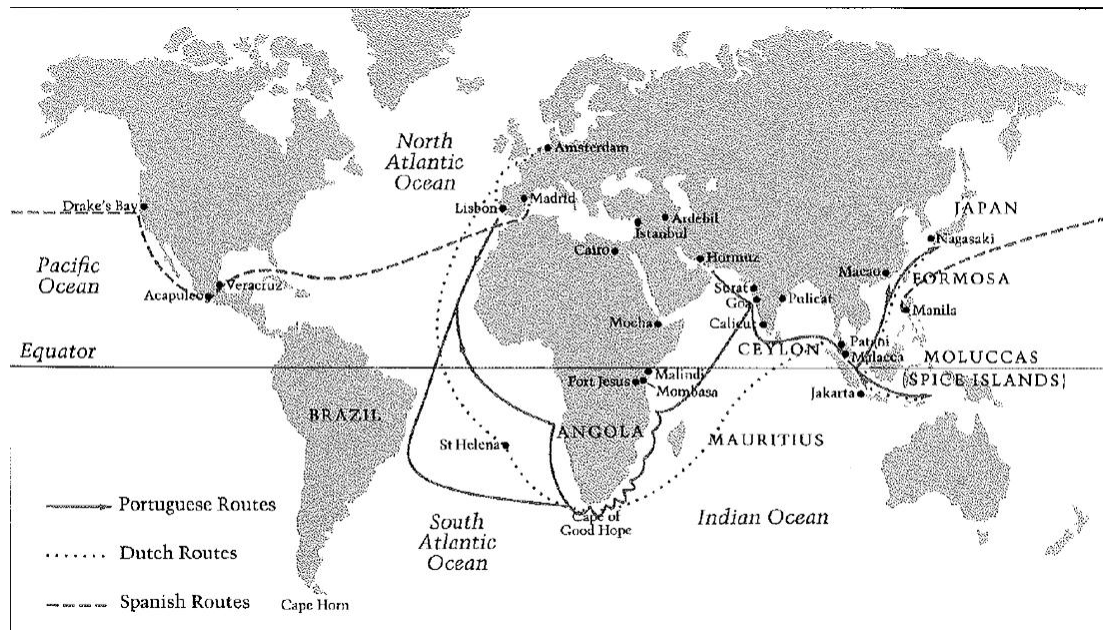 North
Atlantic
Ocean
Amsterdam
Drake's Bay
Lisbon
Madrid
Ardebil
Istanbul
JAPAN
Nagasaki
Cairo
Hormuz
Pacific
Ocean
Veracruz
Acapulco
Macao
FORMOSA
Surat
Goa
Pulicat
Manila
Mocha
Calicut
CEYLON
Patani
Malacca
Equator
MOLUCCAS
(SPICE ISLANDS)
Malindi
Fort Jesus
Mombasa
Jakarta
BRAZIL
ANGOLA
St Helena
MAURITIUS
Portuguese Routes
Cape of
Good Hope
Indian Ocean
South
Atlantic
Ocean
Dutch Routes
Spanish Routes
Cape Horn